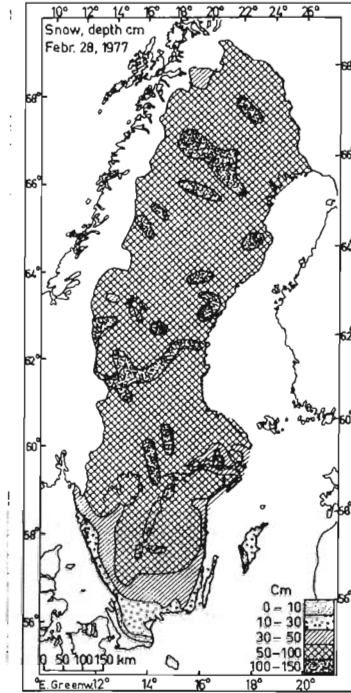 10° 12° 14° 16° 18° 20° 22° 24° 26°
Snow, depth cm
Febr. 28, 1977
68° 68°
66° 66°
64° 64°
62° 62°
60° 60°
58° 58°
56° 56°
Cm
0 – 10
10 – 30
30 – 50
50 – 100
100 – 150
0 50 100 150 km
E. Greenw. 12° 14° 16° 18° 20°